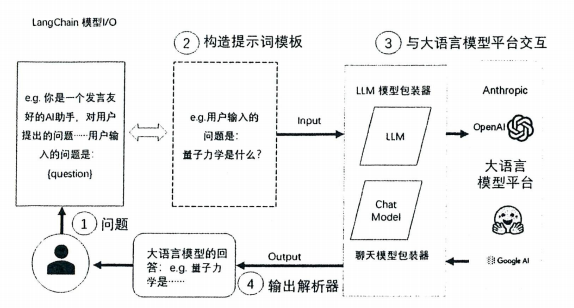 LangChain 模型I/O
② 构造提示词模板
③ 与大语言模型平台交互
e.g. 你是一个发言友
好的AI助手，对用户
提出的问题……用户输
入的问题是：
{question}
e.g.用户输入的
问题是：
量子力学是什么？
Input
LLM 模型包装器
LLM
Chat
Model
聊天模型包装器
Anthropic
OpenAI
大语言
模型平台
Google AI
① 问题
大语言模型的回
答：e.g. 量子力
学是……
Output
④ 输出解析器